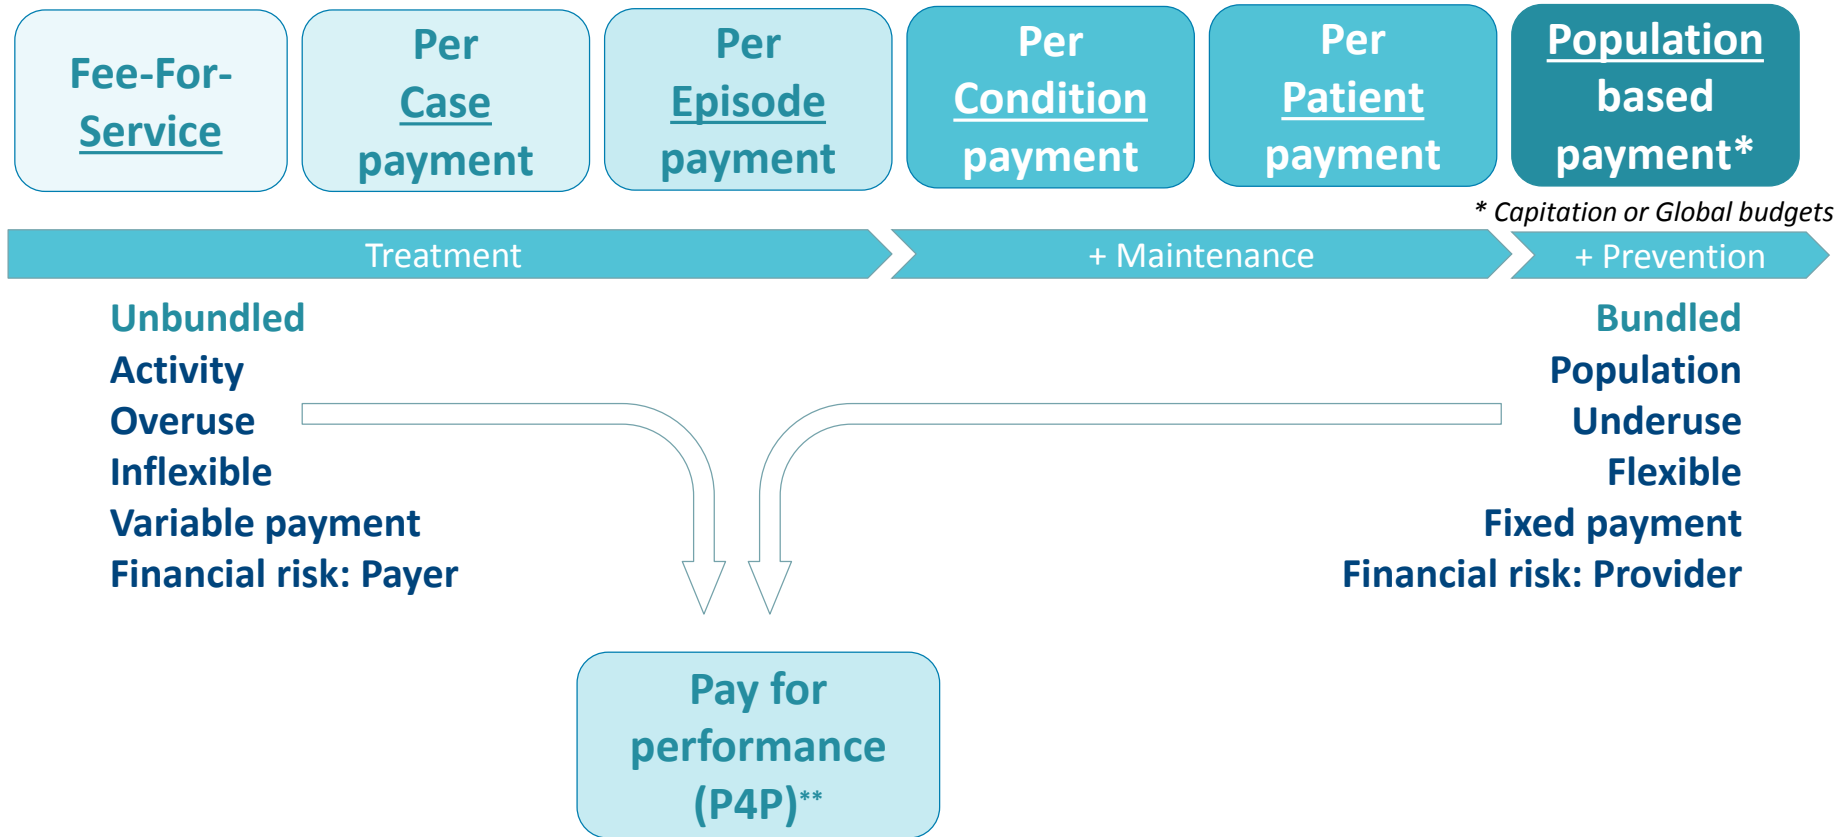 Fee-For-
Service
Per
Case
payment
Per
Episode
payment
Per
Condition
payment
Per
Patient
payment
Population
based
payment*
* Capitation or Global budgets
Treatment
+ Maintenance
+ Prevention
Unbundled
Activity
Overuse
Inflexible
Variable payment
Financial risk: Payer
Bundled
Population
Underuse
Flexible
Fixed payment
Financial risk: Provider
Pay for
performance
(P4P)**